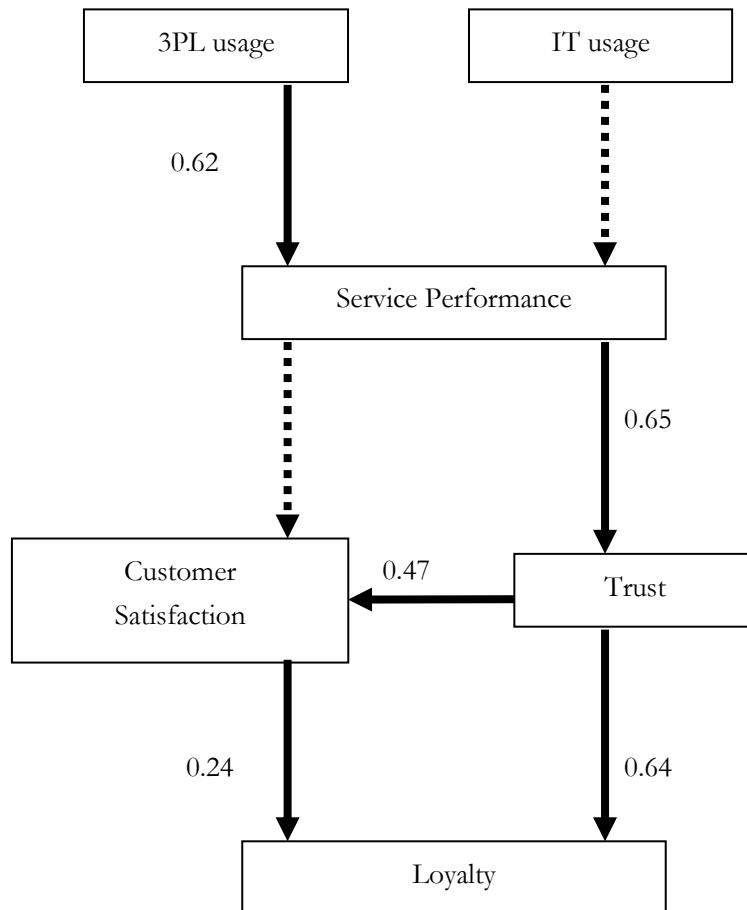 3PL usage
IT usage
0.62
Service Performance
0.65
Customer
Satisfaction
0.47
Trust
0.24
0.64
Loyalty